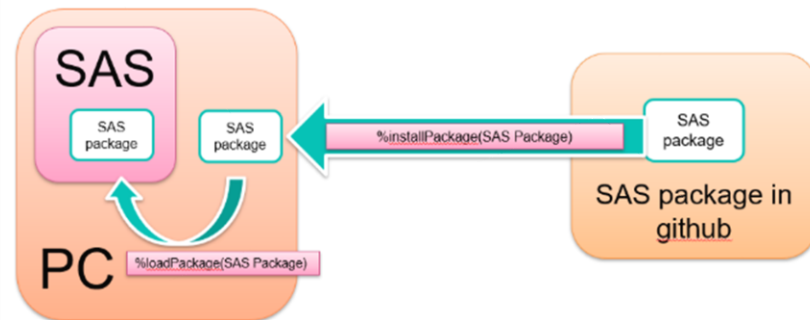 SAS
SAS
package
SAS
package
%loadPackage(SAS Package)
PC
%installPackage(SAS Package)
SAS
package
SAS package in
github